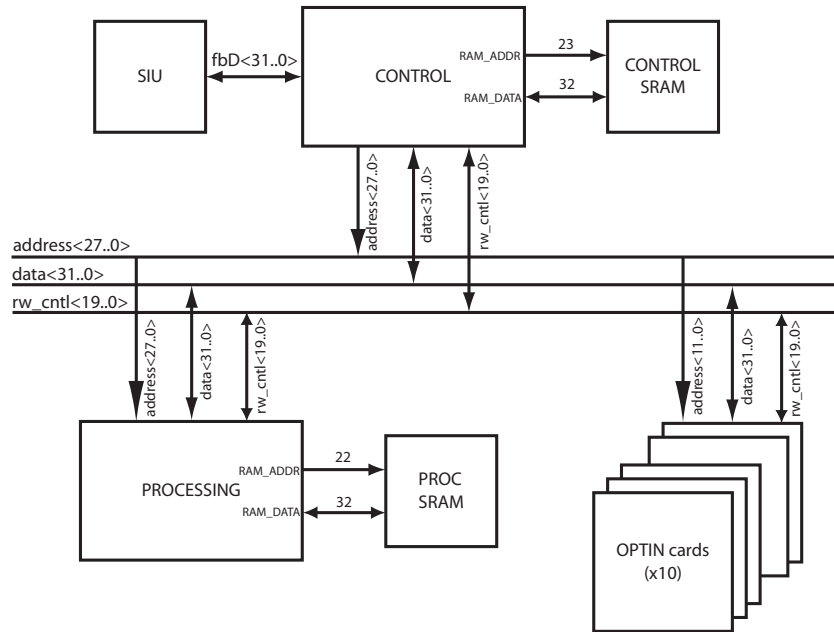 SIU
fbD<31..0>
CONTROL
RAM_ADDR
RAM_DATA
23
32
CONTROL
SRAM
address<27..0>
data<31..0>
rw_cntl<19..0>
address<27..0>
data<31..0>
rw_cntl<19..0>
address<27..0>
data<31..0>
rw_cntl<19..0>
address<11..0>
data<31..0>
rw_cntl<19..0>
PROCESSING
RAM_ADDR
RAM_DATA
22
32
PROC
SRAM
OPTIN cards
(x10)